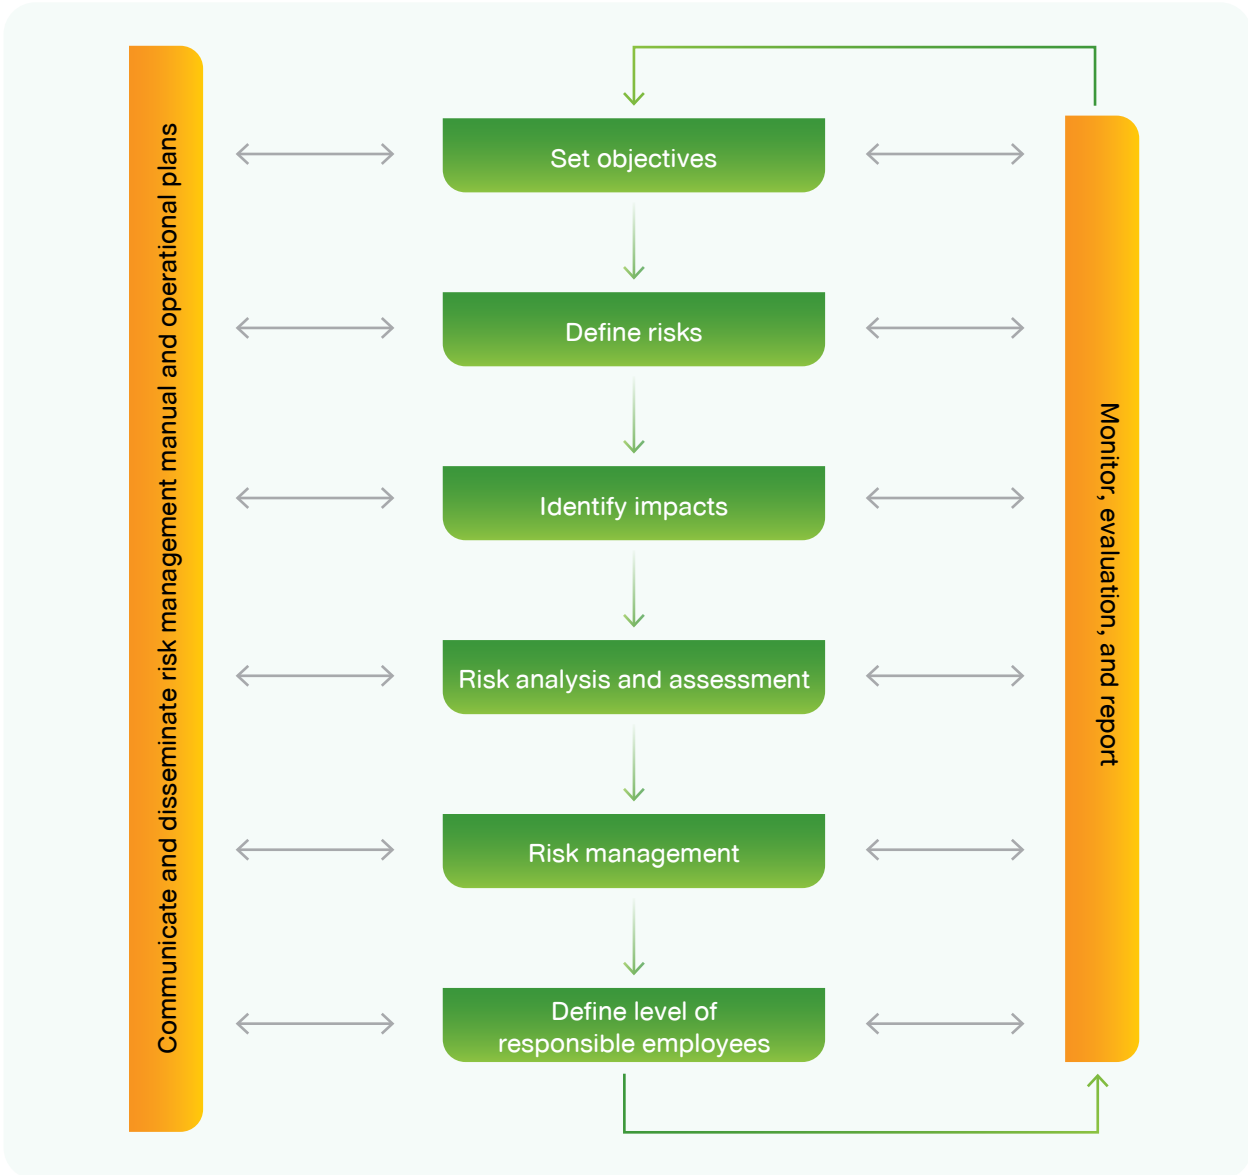 Communicate and disseminate risk management manual and operational plans
Set objectives
Define risks
Identify impacts
Risk analysis and assessment
Risk management
Define level of
responsible employees
Monitor, evaluation, and report